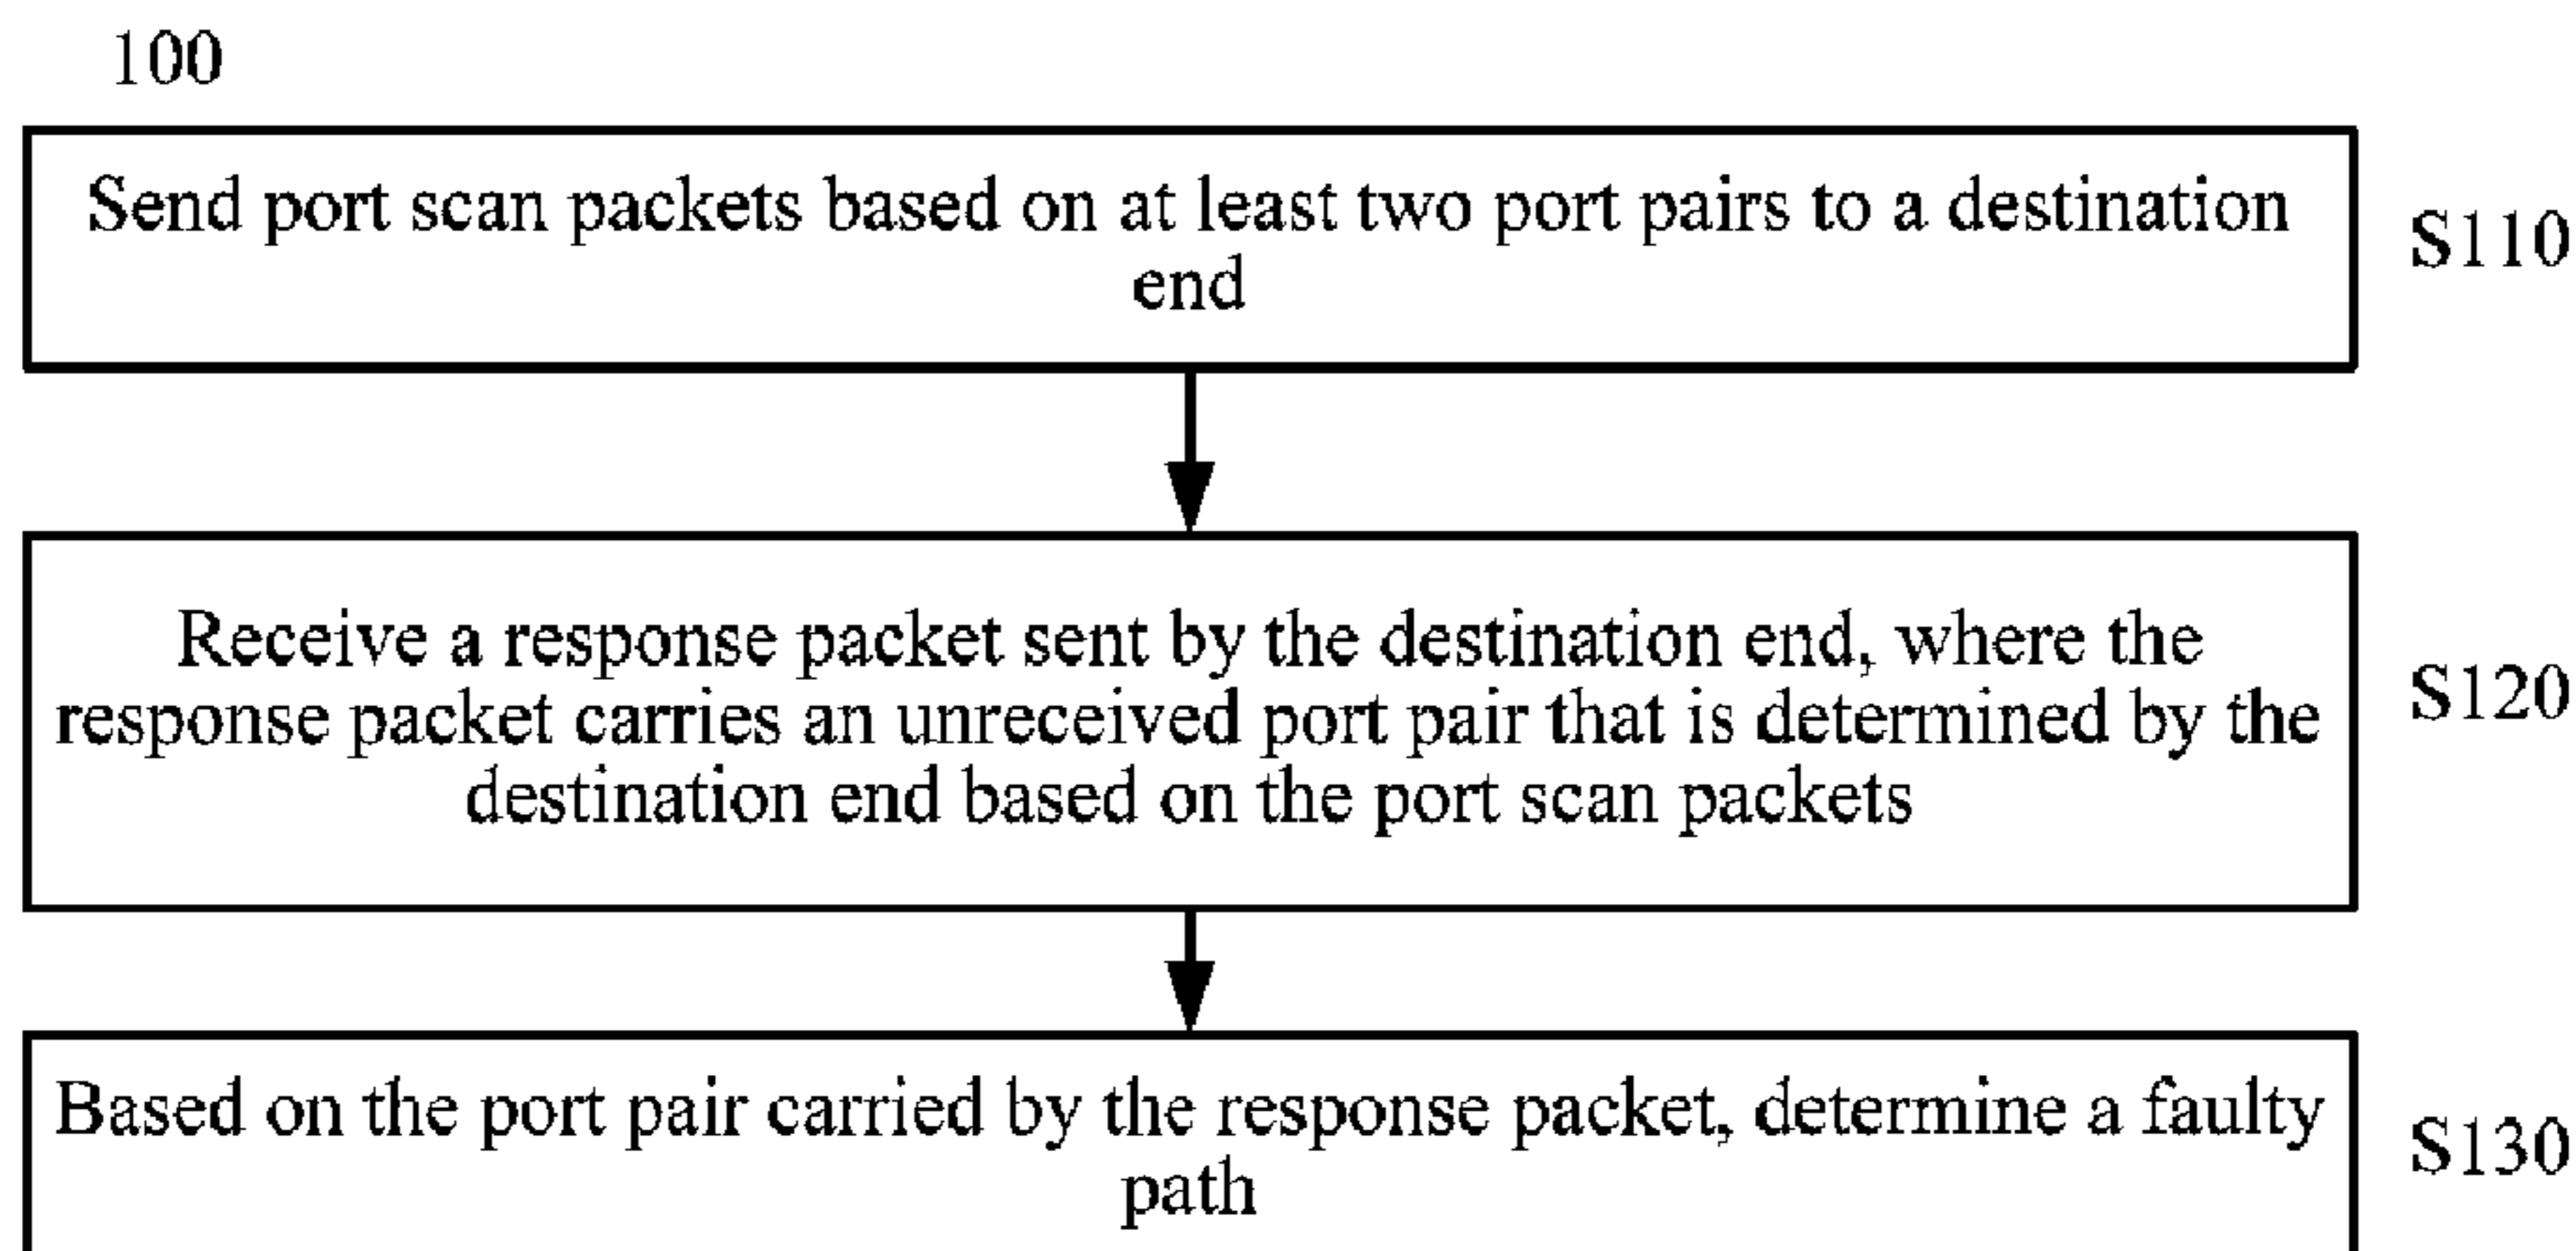 100
Send port scan packets based on at least two port pairs to a destination
end
S110
Receive a response packet sent by the destination end, where the
response packet carries an unreceived port pair that is determined by the
destination end based on the port scan packets
S120
Based on the port pair carried by the response packet, determine a faulty
path
S130